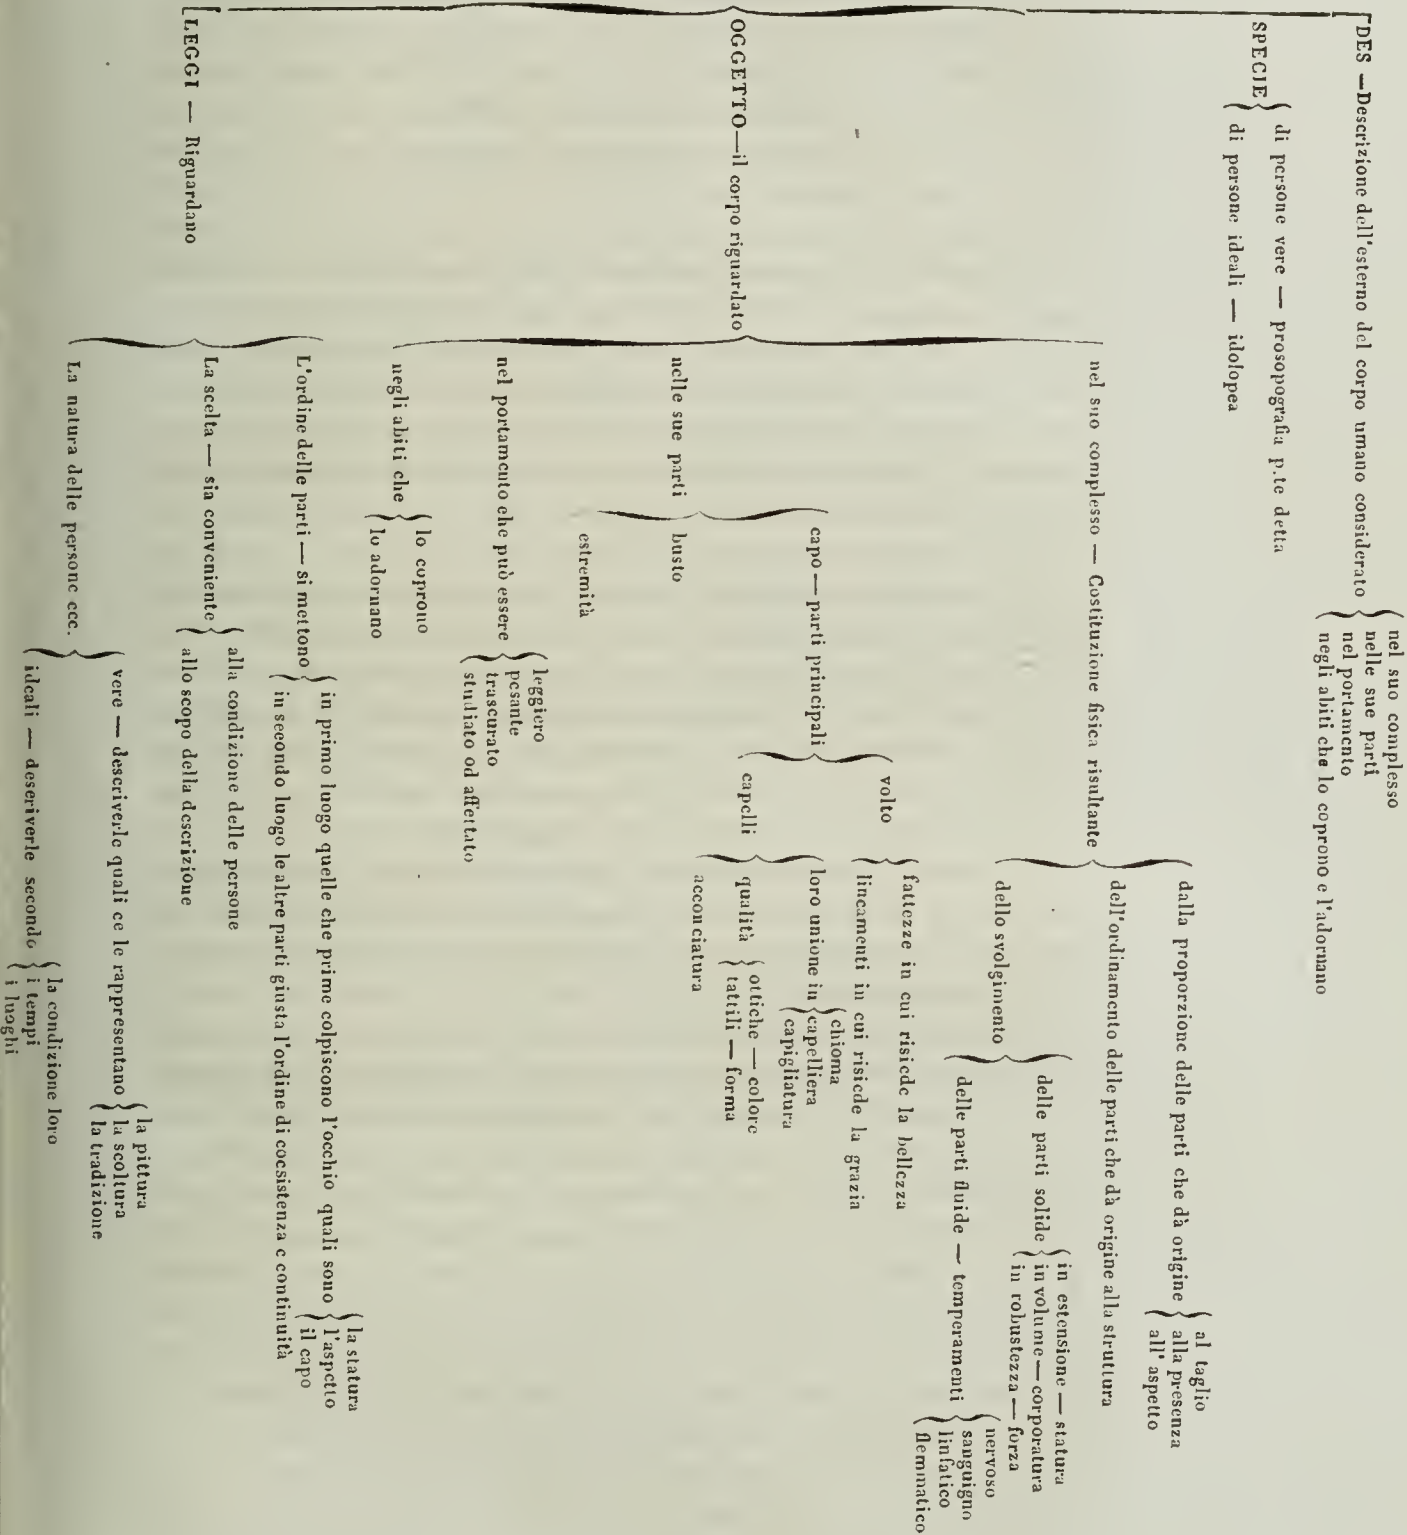 DES — Descrizione dell'esterno del corpo umano considerato
nel suo complesso
nelle sue parti
nel portamento
negli abiti che lo coprono e l'adornano
SPECIE
di persone vere — prosopografia p.te detta
di persone ideali — idolopea
OGGETTO — il corpo riguardato
nel suo complesso — Costituzione fisica risultante
dalla proporzione delle parti che dà origine
al taglio
alla presenza
all' aspetto
dell'ordinamento delle parti che dà origine alla struttura
dello svolgimento
delle parti solide
in estensione — statura
in volume — corporatura
in robustezza — forza
delle parti fluide — temperamenti
nervoso
sanguigno
linfatico
flemmatico
nelle sue parti
capo — parti principali
volto
fattezze in cui risiede la bellezza
lineamenti in cui risiede la grazia
capelli
loro unione in
chioma
capelliera
capigliatura
qualità
ottiche — colore
tattili — forma
acconciatura
busto
estremità
nel portamento che può essere
leggiero
pesante
trascurato
studiato od affettato
negli abiti che
lo coprono
lo adornano
LEGGI — Riguardano
L'ordine delle parti — si mettono
in primo luogo quelle che prime colpiscono l'occhio quali sono
la statura
l'aspetto
il capo
in secondo luogo le altre parti giusta l'ordine di coesistenza e continuità
La scelta — sia conveniente
alla condizione delle persone
allo scopo della descrizione
La natura delle persone ecc.
vere — descriverle quali ce le rappresentano
la pittura
la scoltura
la tradizione
ideali — descriverle secondo
la condizione loro
i tempi
i luoghi